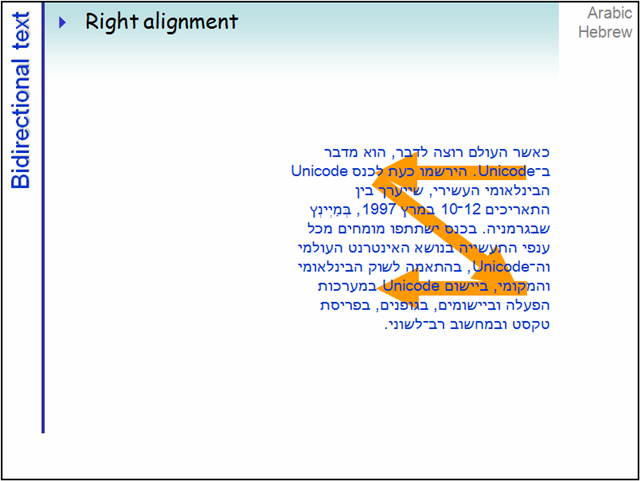 Bidirectional text
Right alignment
Arabic
Hebrew
כאשר העולם רוצה לדבר, הוא מדבר
ב־Unicode. הירשמו כעת לכנס Unicode
הבינלאומי העשירי, שייערך בין
התאריכים 12־10 במרץ 1997, בְּמַיְינְץ
שבגרמניה. בכנס ישתתפו מומחים מכל
ענפי התעשייה בנושא האינטרנט העולמי
וה־Unicode, בהתאמה לשוק הבינלאומי
והמקומי, ביישום Unicode במערכות
הפעלה וביישומים, בגופנים, בפריסת
טקסט ובמחשוב רב־לשוני.